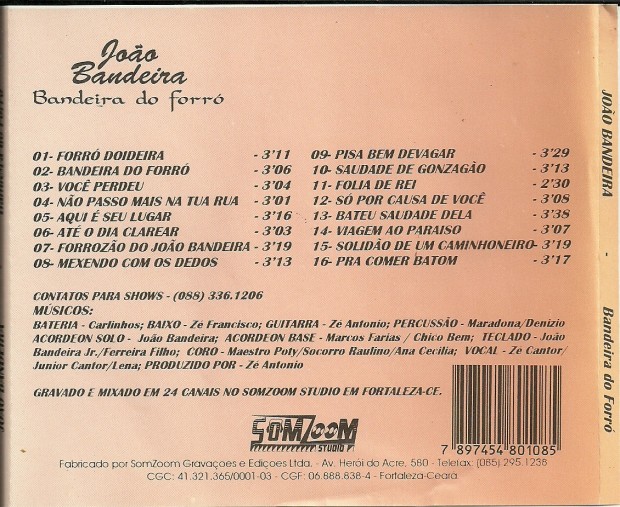 João
Bandeira
Bandeira do forró
01- FORRÓ DOIDEIRA - 3'11
02- BANDEIRA DO FORRÓ - 3'06
03- VOCÊ PERDEU - 3'04
04- NÃO PASSO MAIS NA TUA RUA - 3'01
05- AQUI É SEU LUGAR - 3'16
06- ATÉ O DIA CLAREAR - 3'03
07- FORROZÃO DO JOÃO BANDEIRA - 3'19
08- MEXENDO COM OS DEDOS - 3'13
09- PISA BEM DEVAGAR - 3'29
10- SAUDADE DE GONZAGÃO - 3'13
11- FOLIA DE REI - 2'30
12- SÓ POR CAUSA DE VOCÊ - 3'08
13- BATEU SAUDADE DELA - 3'38
14- VIAGEM AO PARAISO - 3'07
15- SOLIDÃO DE UM CAMINHONEIRO - 3'19
16- PRA COMER BATOM - 3'17
CONTATOS PARA SHOWS - (088) 336.1206
MÚSICOS:
BATERIA - Carlinhos; BAIXO - Zé Francisco; GUITARRA - Zé Antonio; PERCUSSÃO - Maradona/Denizio
ACORDEON SOLO - João Bandeira; ACORDEON BASE - Marcos Farias / Chico Bem; TECLADO - João
Bandeira Jr./Ferreira Filho; CORO - Maestro Poty/Socorro Raulino/Ana Cecília; VOCAL - Zé Cantor/
Junior Cantor/Lena; PRODUZIDO POR - Zé Antonio
GRAVADO E MIXADO EM 24 CANAIS NO SOMZOOM STUDIO EM FORTALEZA-CE.
SOMZOOM
STUDIO
7 897454 801085
Fabricado por SomZoom Gravações e Edições Ltda. - Av. Herói do Acre, 580 - Telefax: (085) 295.1238
CGC: 41.321.365/0001-03 - CGF: 06.888.838-4 - Fortaleza-Ceará
JOÃO BANDEIRA - Bandeira do Forró
JOÃO BANDEIRA